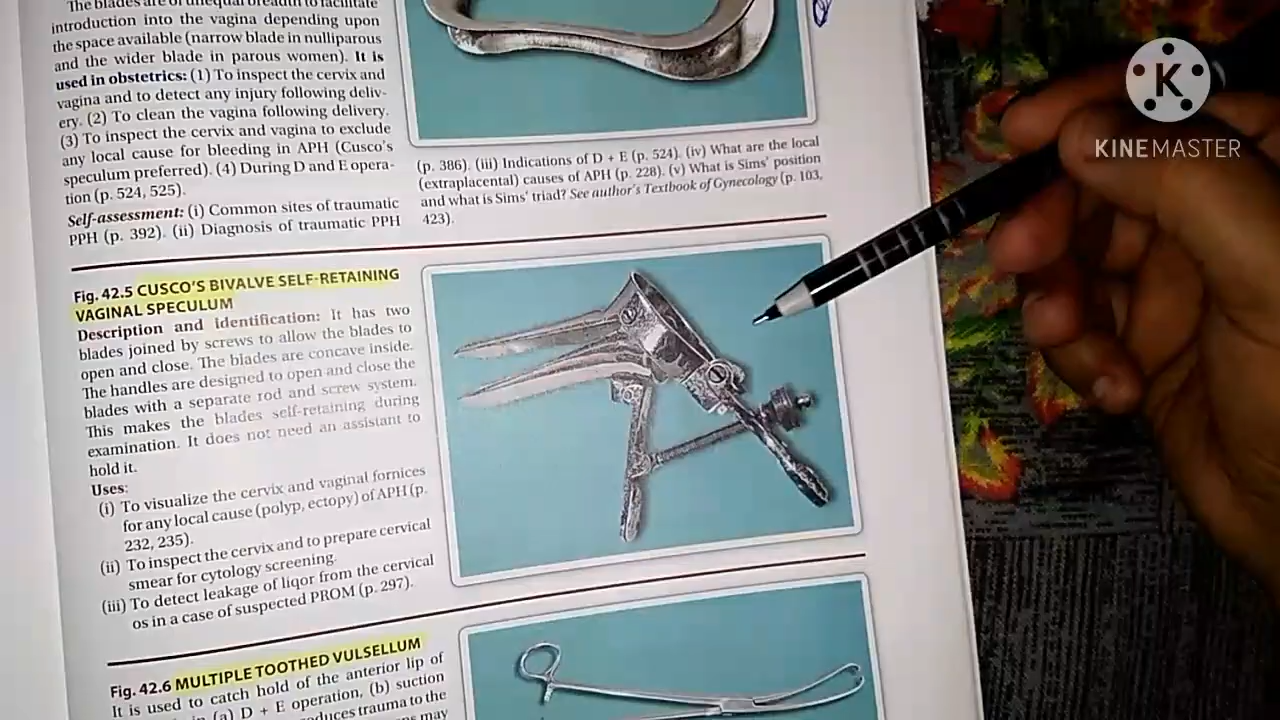 The blades are of unequal breadth to facilitate
introduction into the vagina depending upon
the space available (narrow blade in nulliparous
and the wider blade in parous women). It is
used in obstetrics: (1) To inspect the cervix and
vagina and to detect any injury following deliv-
ery. (2) To clean the vagina following delivery.
(3) To inspect the cervix and vagina to exclude
any local cause for bleeding in APH (Cusco's
speculum preferred). (4) During D and E opera-
tion (p. 524, 525).
Self-assessment: (i) Common sites of traumatic
PPH (p. 392). (ii) Diagnosis of traumatic PPH
(p. 386). (iii) Indications of D + E (p. 524). (iv) What are the local
(extraplacental) causes of APH (p. 228). (v) What is Sims' position
and what is Sims' triad? See author's Textbook of Gynecology (p. 103,
423).
Fig. 42.5 CUSCO'S BIVALVE SELF-RETAINING
VAGINAL SPECULUM
Description and identification: It has two
blades joined by screws to allow the blades to
open and close. The blades are concave inside.
The handles are designed to open and close the
blades with a separate rod and screw system.
This makes the blades self-retaining during
examination. It does not need an assistant to
hold it.
Uses:
(i) To visualize the cervix and vaginal fornices
for any local cause (polyp, ectopy) of APH (p.
232, 235).
(ii) To inspect the cervix and to prepare cervical
smear for cytology screening.
(iii) To detect leakage of liqor from the cervical
os in a case of suspected PROM (p. 297).
Fig. 42.6 MULTIPLE TOOTHED VULSELLUM
It is used to catch hold of the anterior lip of
in (a) D + E operation, (b) suction
trauma to the
may
K
KINEMASTER